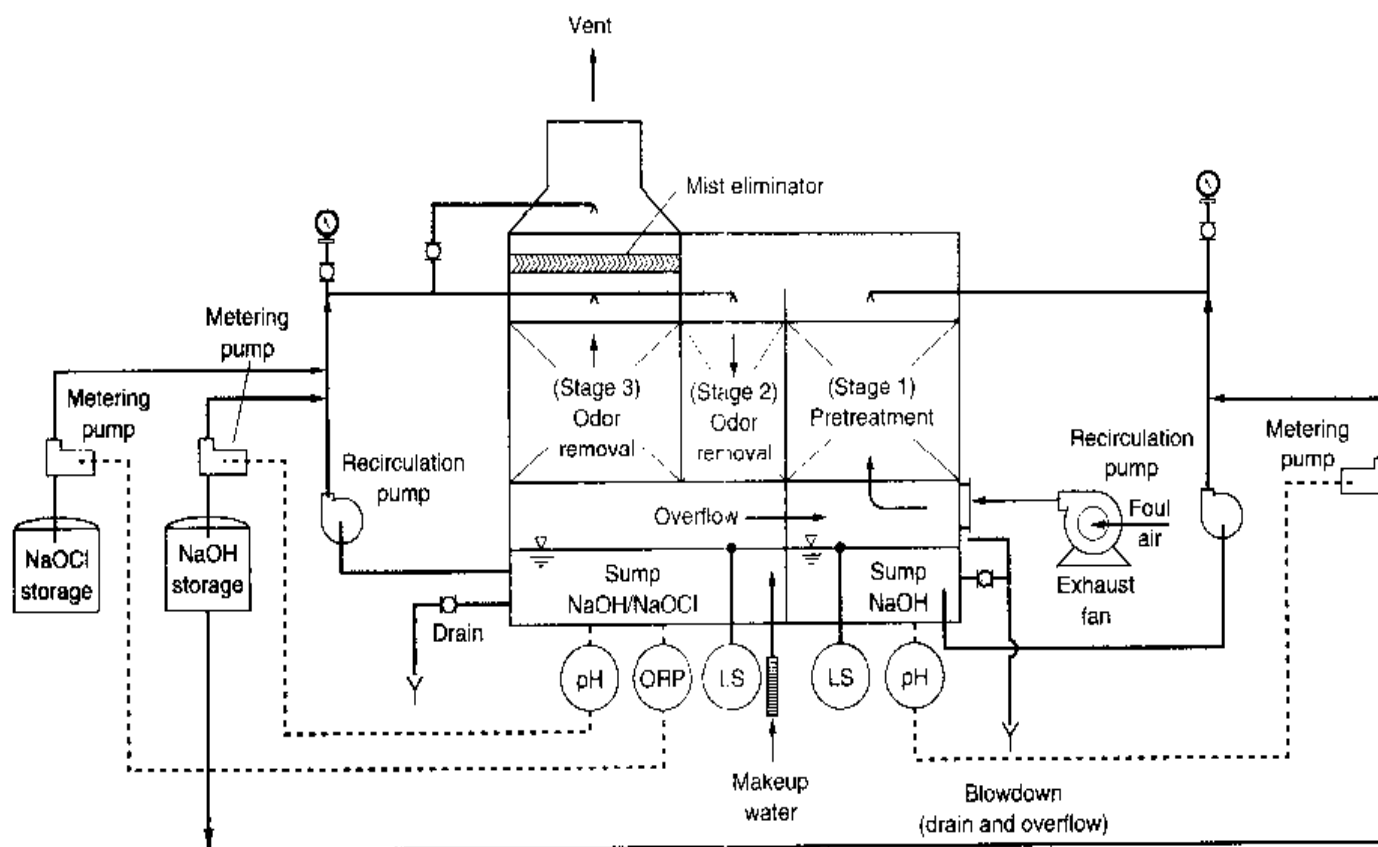 Vent
Mist eliminator
Metering
pump
Metering
pump
Recirculation
pump
(Stage 3)
Odor
removal
(Stage 2)
Odor
removal
(Stage 1)
Pretreatment
Recirculation
pump
Metering
pump
NaOCl
storage
NaOH
storage
Overflow
Foul
air
Exhaust
fan
Sump
NaOH/NaOCl
Sump
NaOH
Drain
pH
ORP
LS
LS
pH
Makeup
water
Blowdown
(drain and overflow)